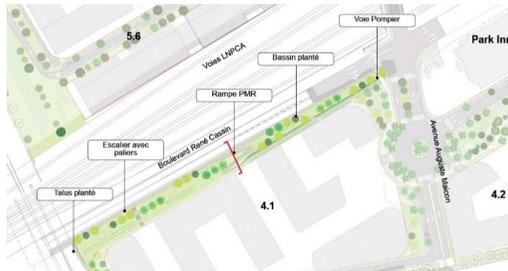 Voie Pompier
5.6
Voies LNPCA
Park Inn
Bassin planté
Rampe PMR
Escalier avec
paliers
Boulevard René Cassin
Avenue Auguste Maicon
Talus planté
4.1
4.2